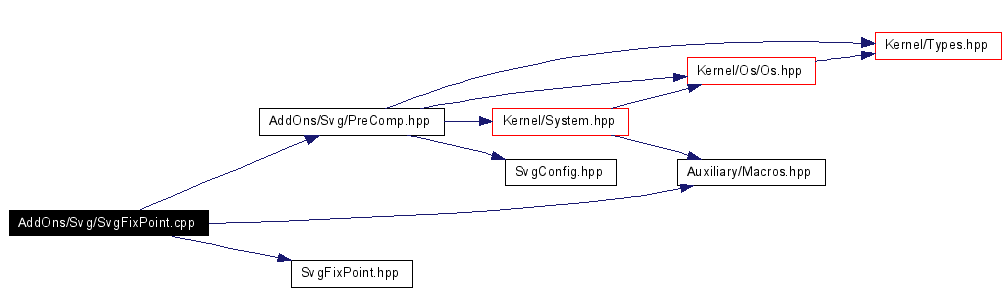 Kernel/Types.hpp
Kernel/Os/Os.hpp
AddOns/Svg/PreComp.hpp
Kernel/System.hpp
SvgConfig.hpp
Auxiliary/Macros.hpp
AddOns/Svg/SvgFixPoint.cpp
SvgFixPoint.hpp